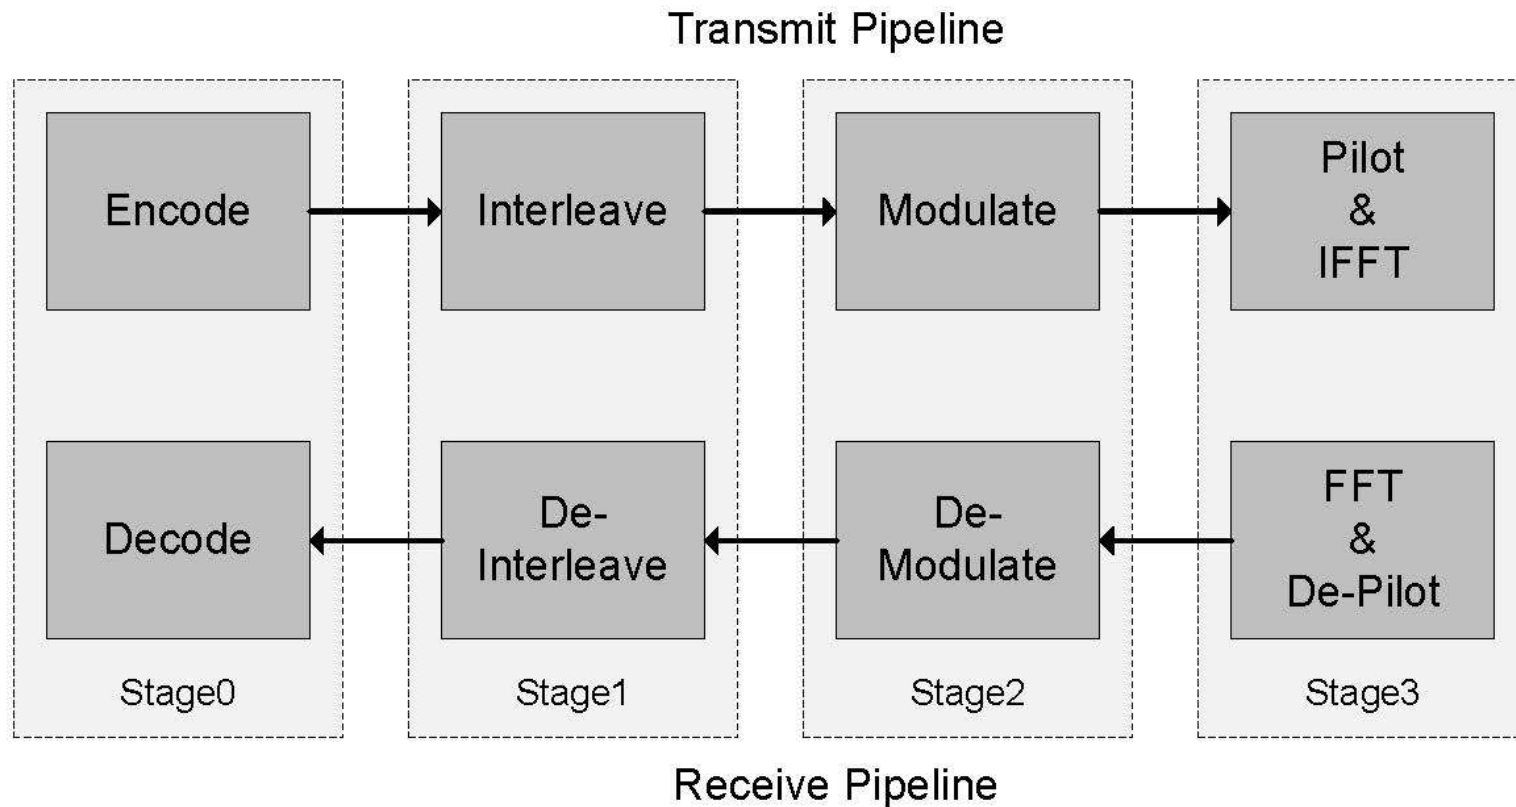 Transmit Pipeline
Encode
Interleave
Modulate
Pilot
&
IFFT
Decode
De-
Interleave
De-
Modulate
FFT
&
De-Pilot
Stage0
Stage1
Stage2
Stage3
Receive Pipeline